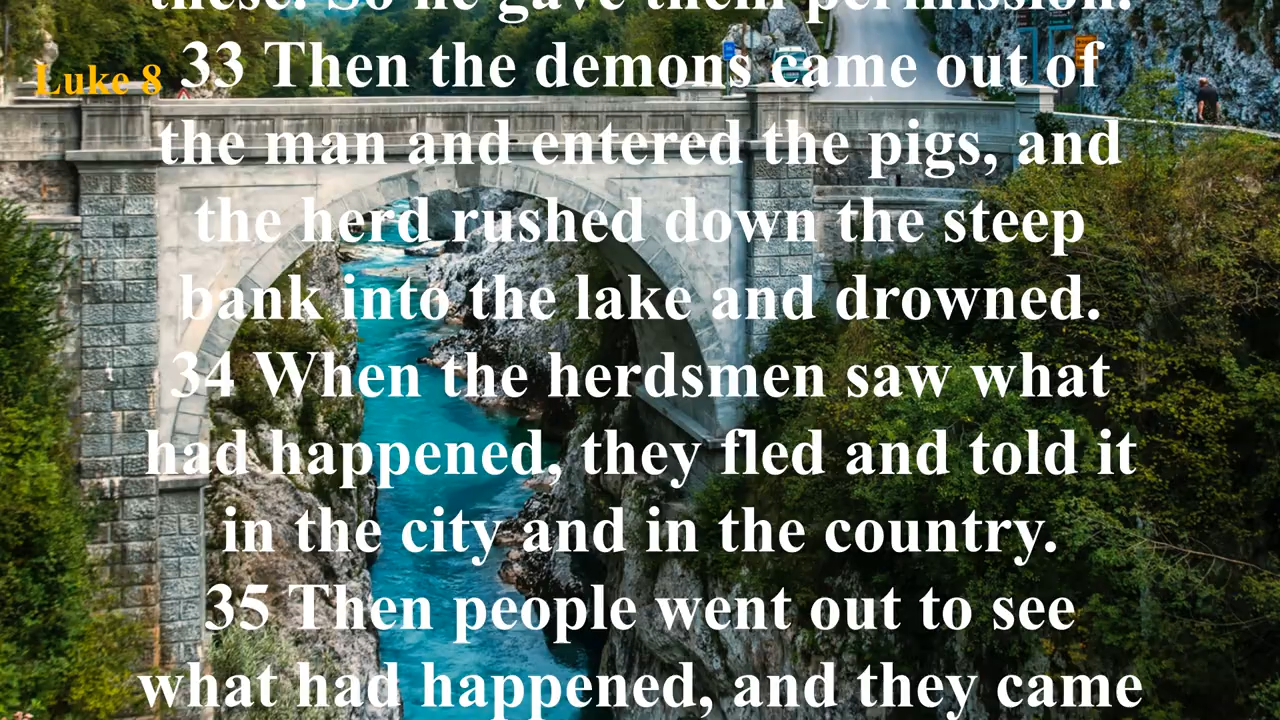 these. So he gave them permission.
Luke 8
33 Then the demons came out of
the man and entered the pigs, and
the herd rushed down the steep
bank into the lake and drowned.
34 When the herdsmen saw what
had happened, they fled and told it
in the city and in the country.
35 Then people went out to see
what had happened, and they came